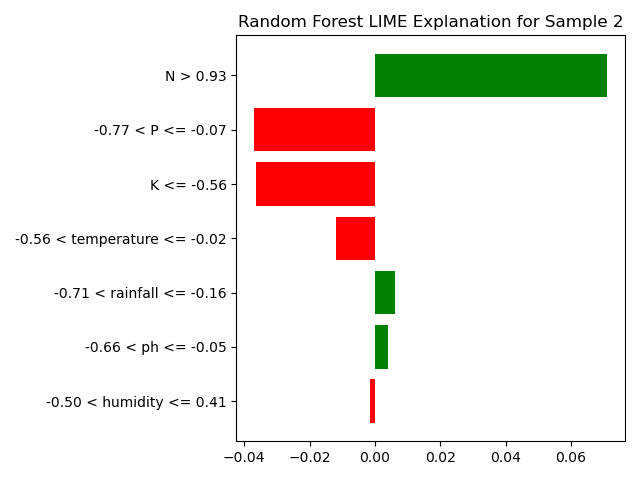 Random Forest LIME Explanation for Sample 2
N > 0.93
-0.77 < P <= -0.07
K <= -0.56
-0.56 < temperature <= -0.02
-0.71 < rainfall <= -0.16
-0.66 < ph <= -0.05
-0.50 < humidity <= 0.41
−0.04 −0.02 0.00 0.02 0.04 0.06